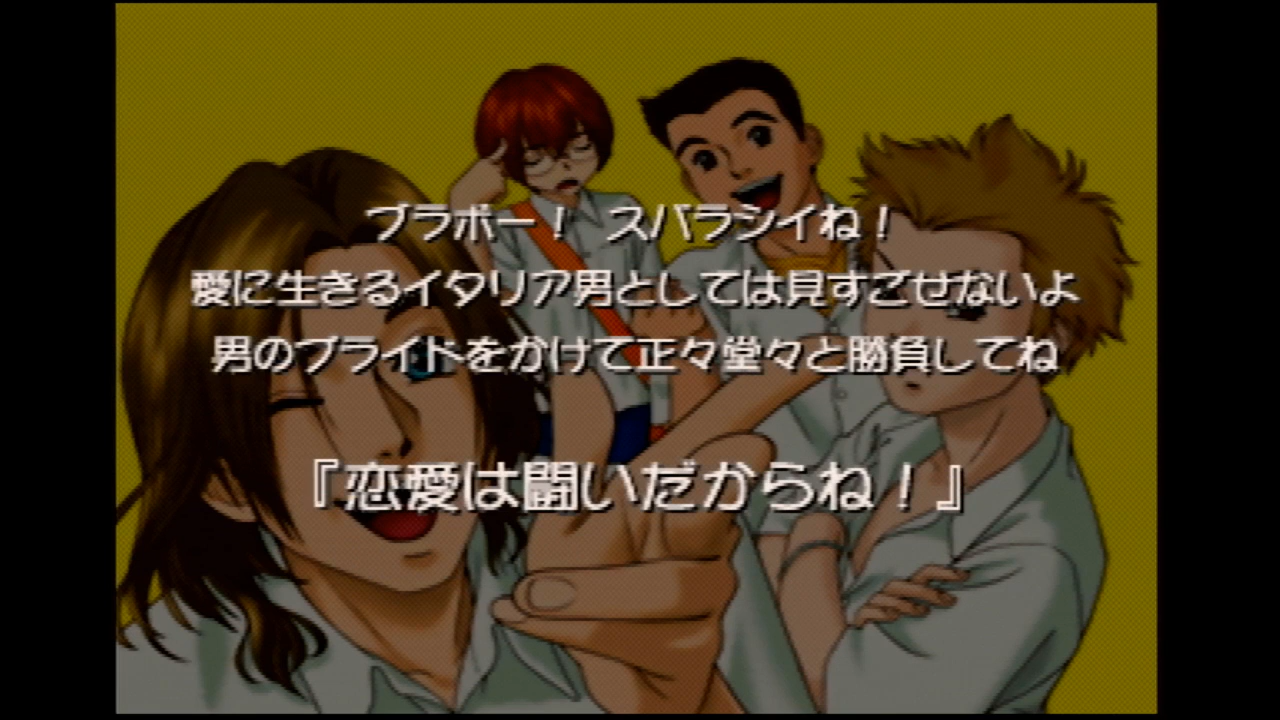 ブラボー！ スバラシイね！
愛に生きるイタリア男としては見すごせないよ
男のプライドをかけて正々堂々と勝負してね
『恋愛は闘いだからね！』